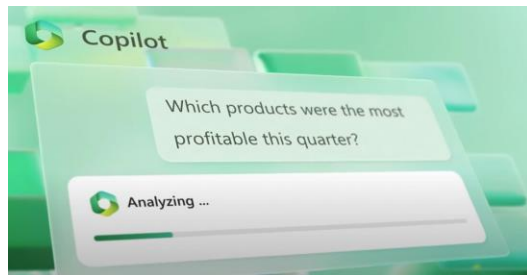 Copilot
Which products were the most
profitable this quarter?
Analyzing ...